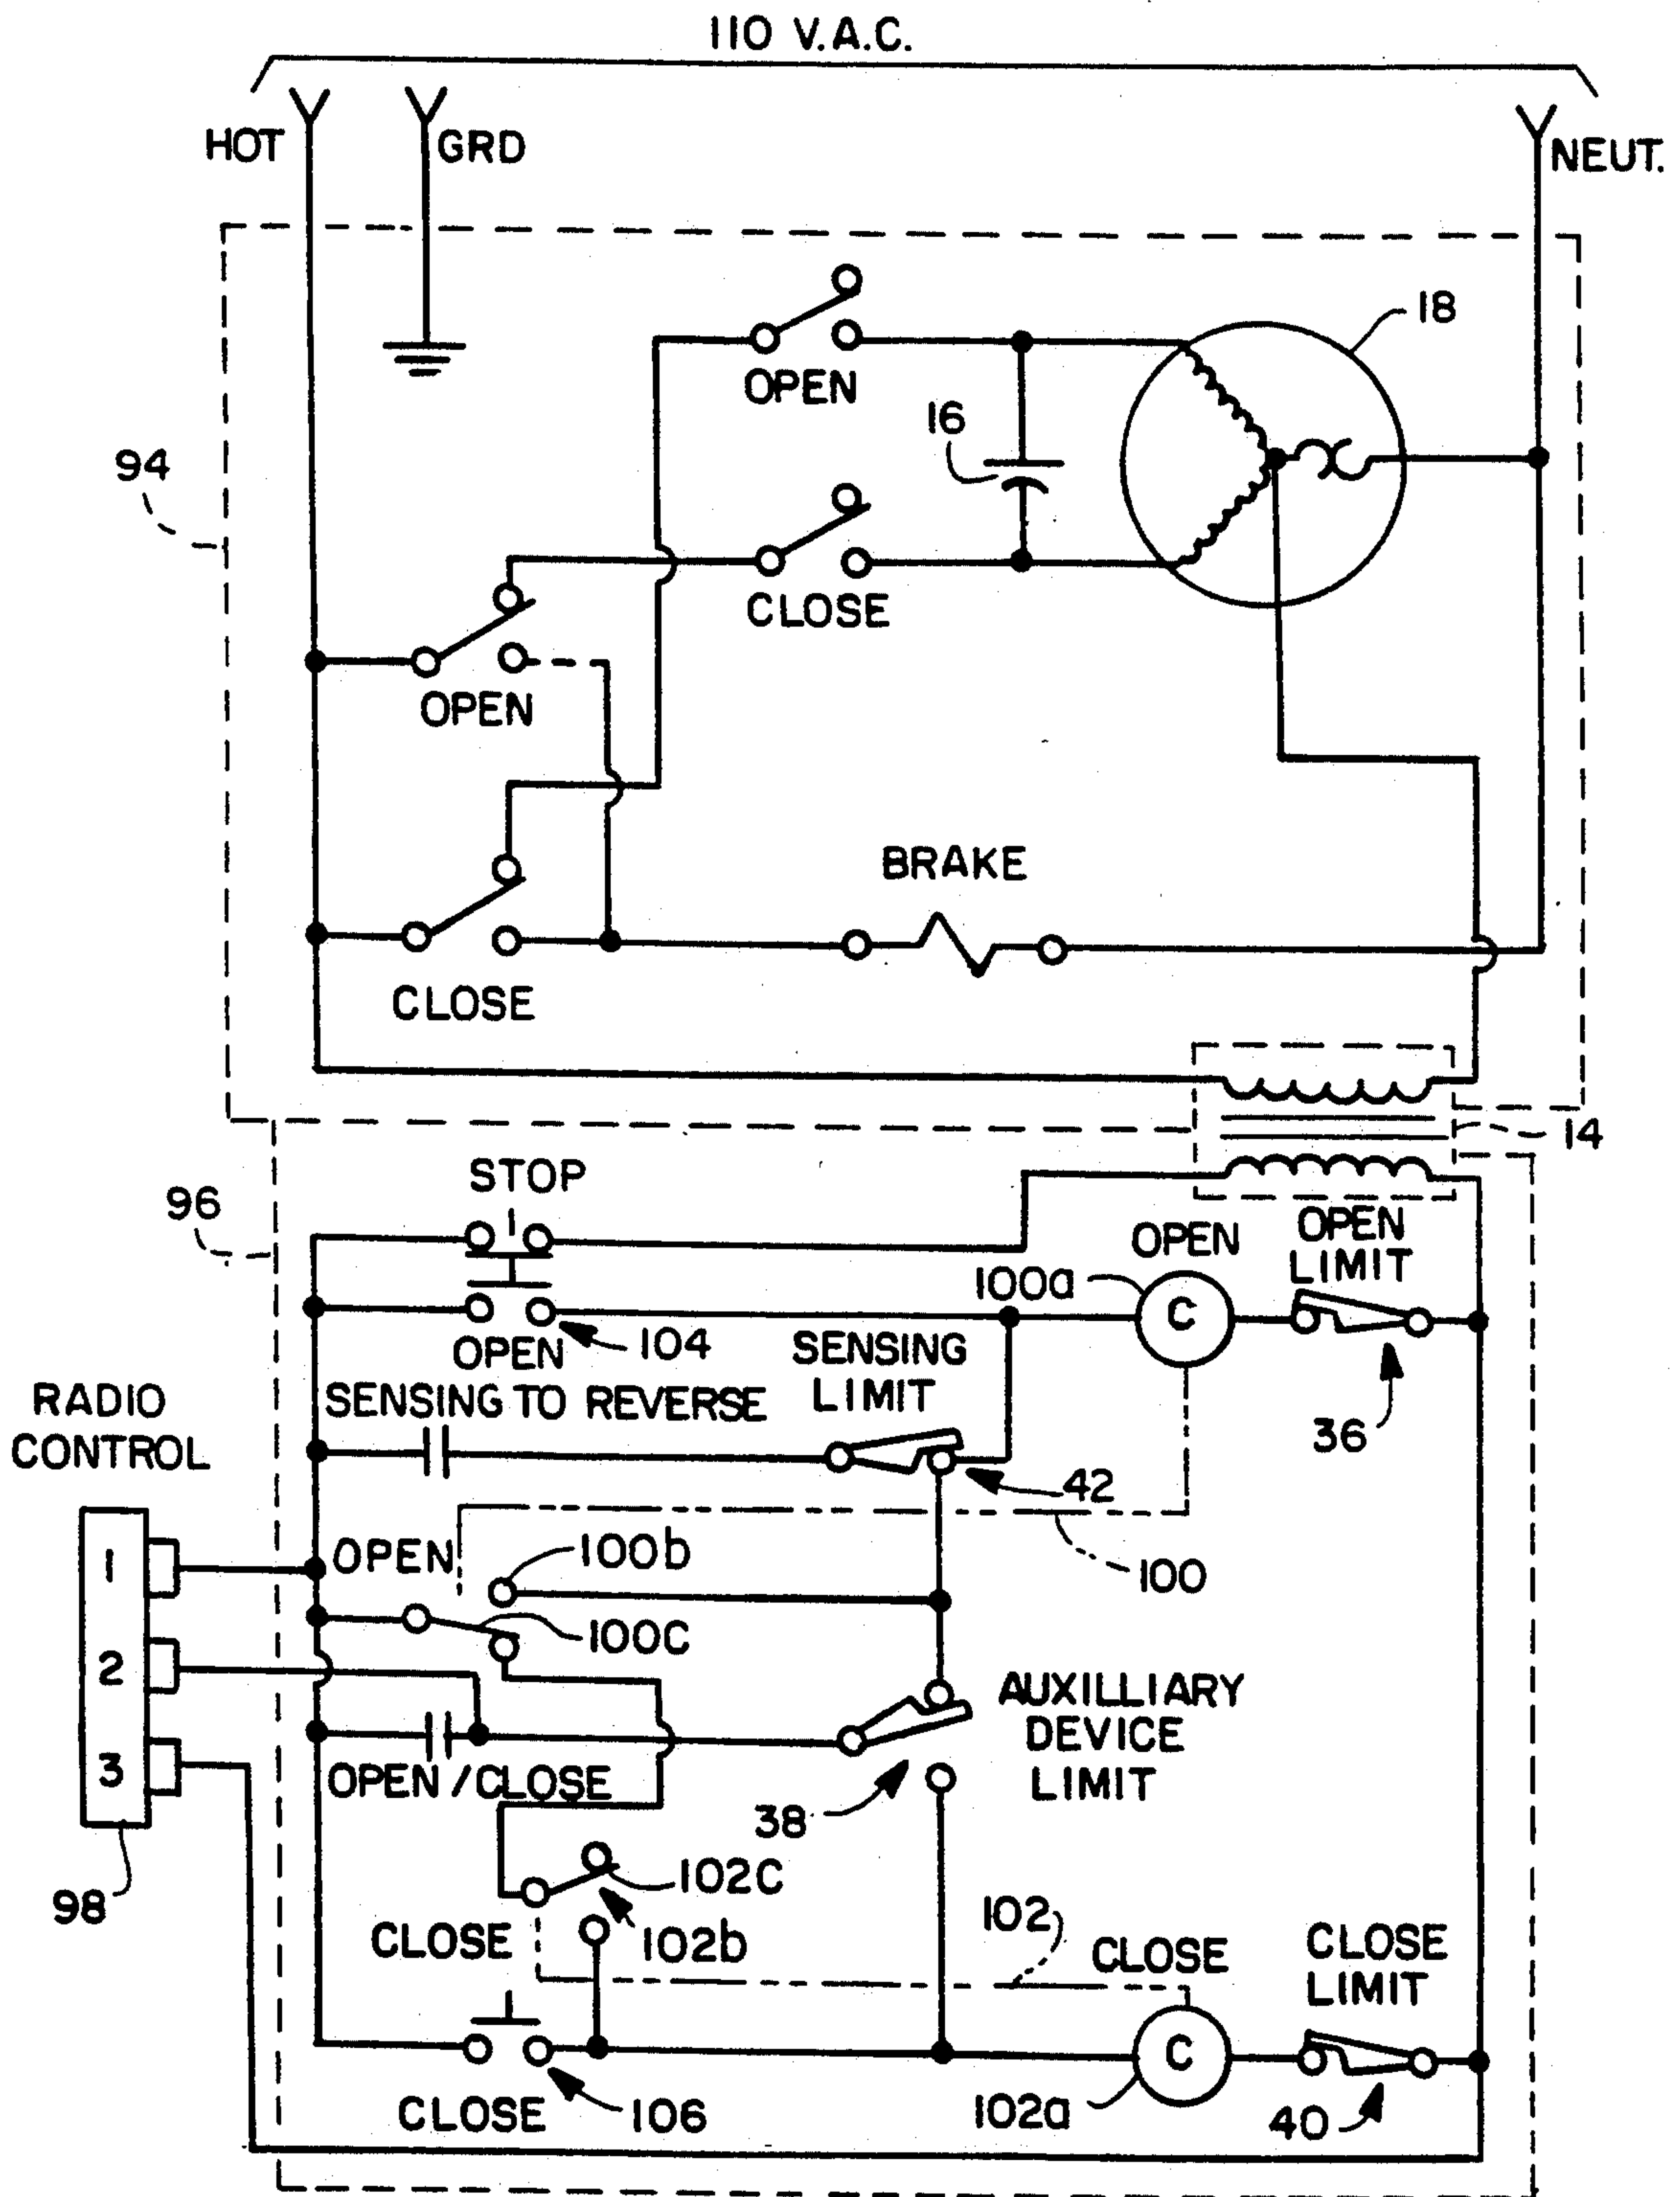 110 V.A.C.
HOT
GRD
NEUT.
18
OPEN
16
94
CLOSE
OPEN
BRAKE
CLOSE
14
STOP
96
OPEN
OPEN
LIMIT
100a
C
OPEN
104
SENSING
LIMIT
36
SENSING TO REVERSE
RADIO
CONTROL
42
1
OPEN
100b
100
100C
2
AUXILLIARY
DEVICE
LIMIT
3
OPEN/CLOSE
38
102C
98
102b
102
CLOSE
CLOSE
CLOSE
LIMIT
C
CLOSE
106
102a
40